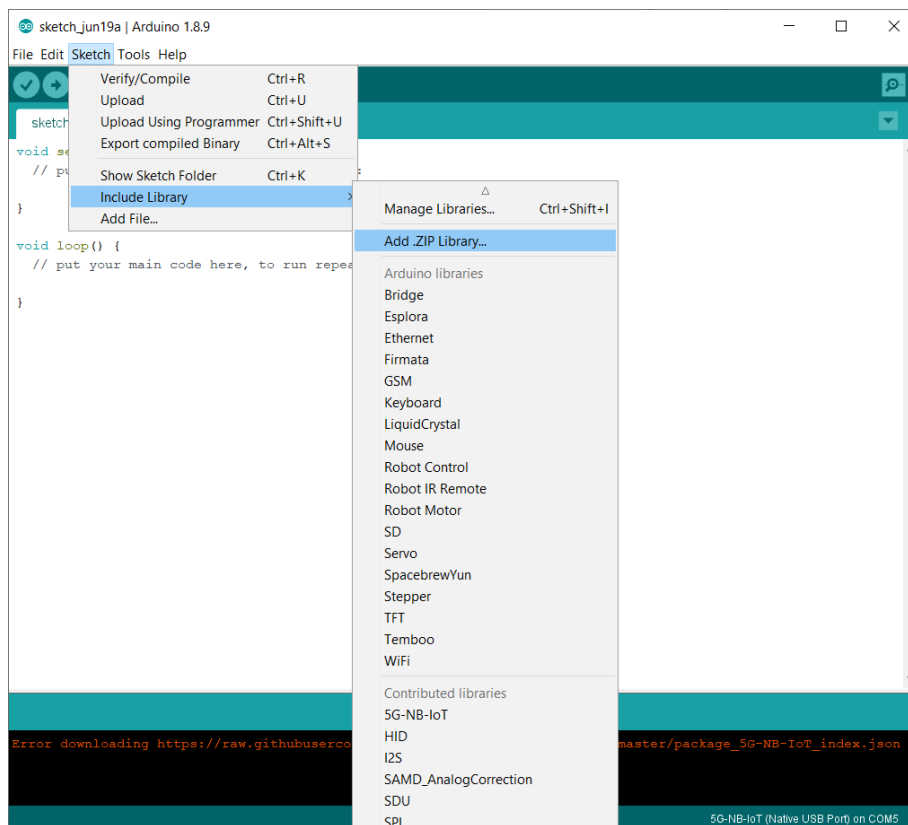 sketch_jun19a | Arduino 1.8.9
File Edit Sketch Tools Help
Verify/Compile Ctrl+R
Upload Ctrl+U
Upload Using Programmer Ctrl+Shift+U
Export compiled Binary Ctrl+Alt+S
Show Sketch Folder Ctrl+K
Include Library
Add File...
sketch
void se
// pu
}
void loop() {
// put your main code here, to run repea
}
Manage Libraries... Ctrl+Shift+I
Add .ZIP Library...
Arduino libraries
Bridge
Esplora
Ethernet
Firmata
GSM
Keyboard
LiquidCrystal
Mouse
Robot Control
Robot IR Remote
Robot Motor
SD
Servo
SpacebrewYun
Stepper
TFT
Temboo
WiFi
Contributed libraries
5G-NB-IoT
HID
I2S
SAMD_AnalogCorrection
SDU
SPI
Error downloading https://raw.githubuserco master/package_5G-NB-IoT_index.json
5G-NB-IoT (Native USB Port) on COM5